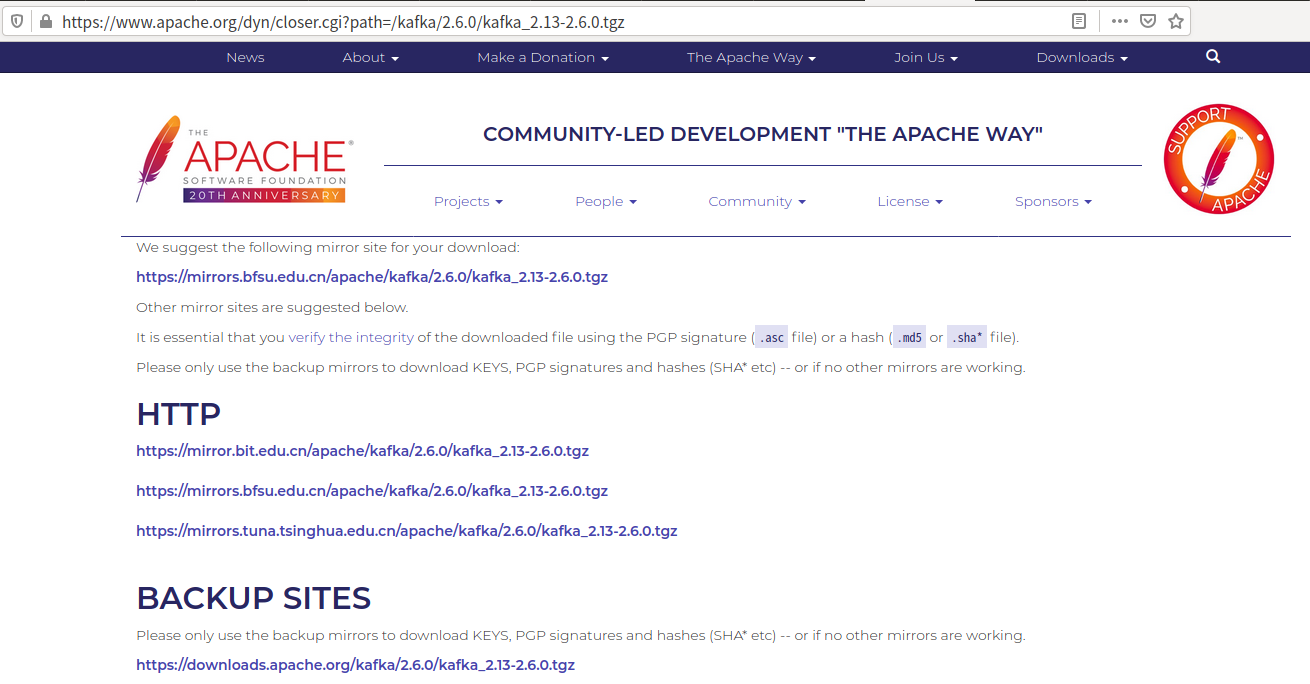 https://www.apache.org/dyn/closer.cgi?path=/kafka/2.6.0/kafka_2.13-2.6.0.tgz
News About Make a Donation The Apache Way Join Us Downloads
THE
APACHE®
SOFTWARE FOUNDATION
20TH ANNIVERSARY
COMMUNITY-LED DEVELOPMENT "THE APACHE WAY"
SUPPORT
APACHE
Projects People Community License Sponsors
We suggest the following mirror site for your download:
https://mirrors.bfsu.edu.cn/apache/kafka/2.6.0/kafka_2.13-2.6.0.tgz
Other mirror sites are suggested below.
It is essential that you verify the integrity of the downloaded file using the PGP signature ( .asc file) or a hash ( .md5 or .sha* file).
Please only use the backup mirrors to download KEYS, PGP signatures and hashes (SHA* etc) -- or if no other mirrors are working.
HTTP
https://mirror.bit.edu.cn/apache/kafka/2.6.0/kafka_2.13-2.6.0.tgz
https://mirrors.bfsu.edu.cn/apache/kafka/2.6.0/kafka_2.13-2.6.0.tgz
https://mirrors.tuna.tsinghua.edu.cn/apache/kafka/2.6.0/kafka_2.13-2.6.0.tgz
BACKUP SITES
Please only use the backup mirrors to download KEYS, PGP signatures and hashes (SHA* etc) -- or if no other mirrors are working.
https://downloads.apache.org/kafka/2.6.0/kafka_2.13-2.6.0.tgz